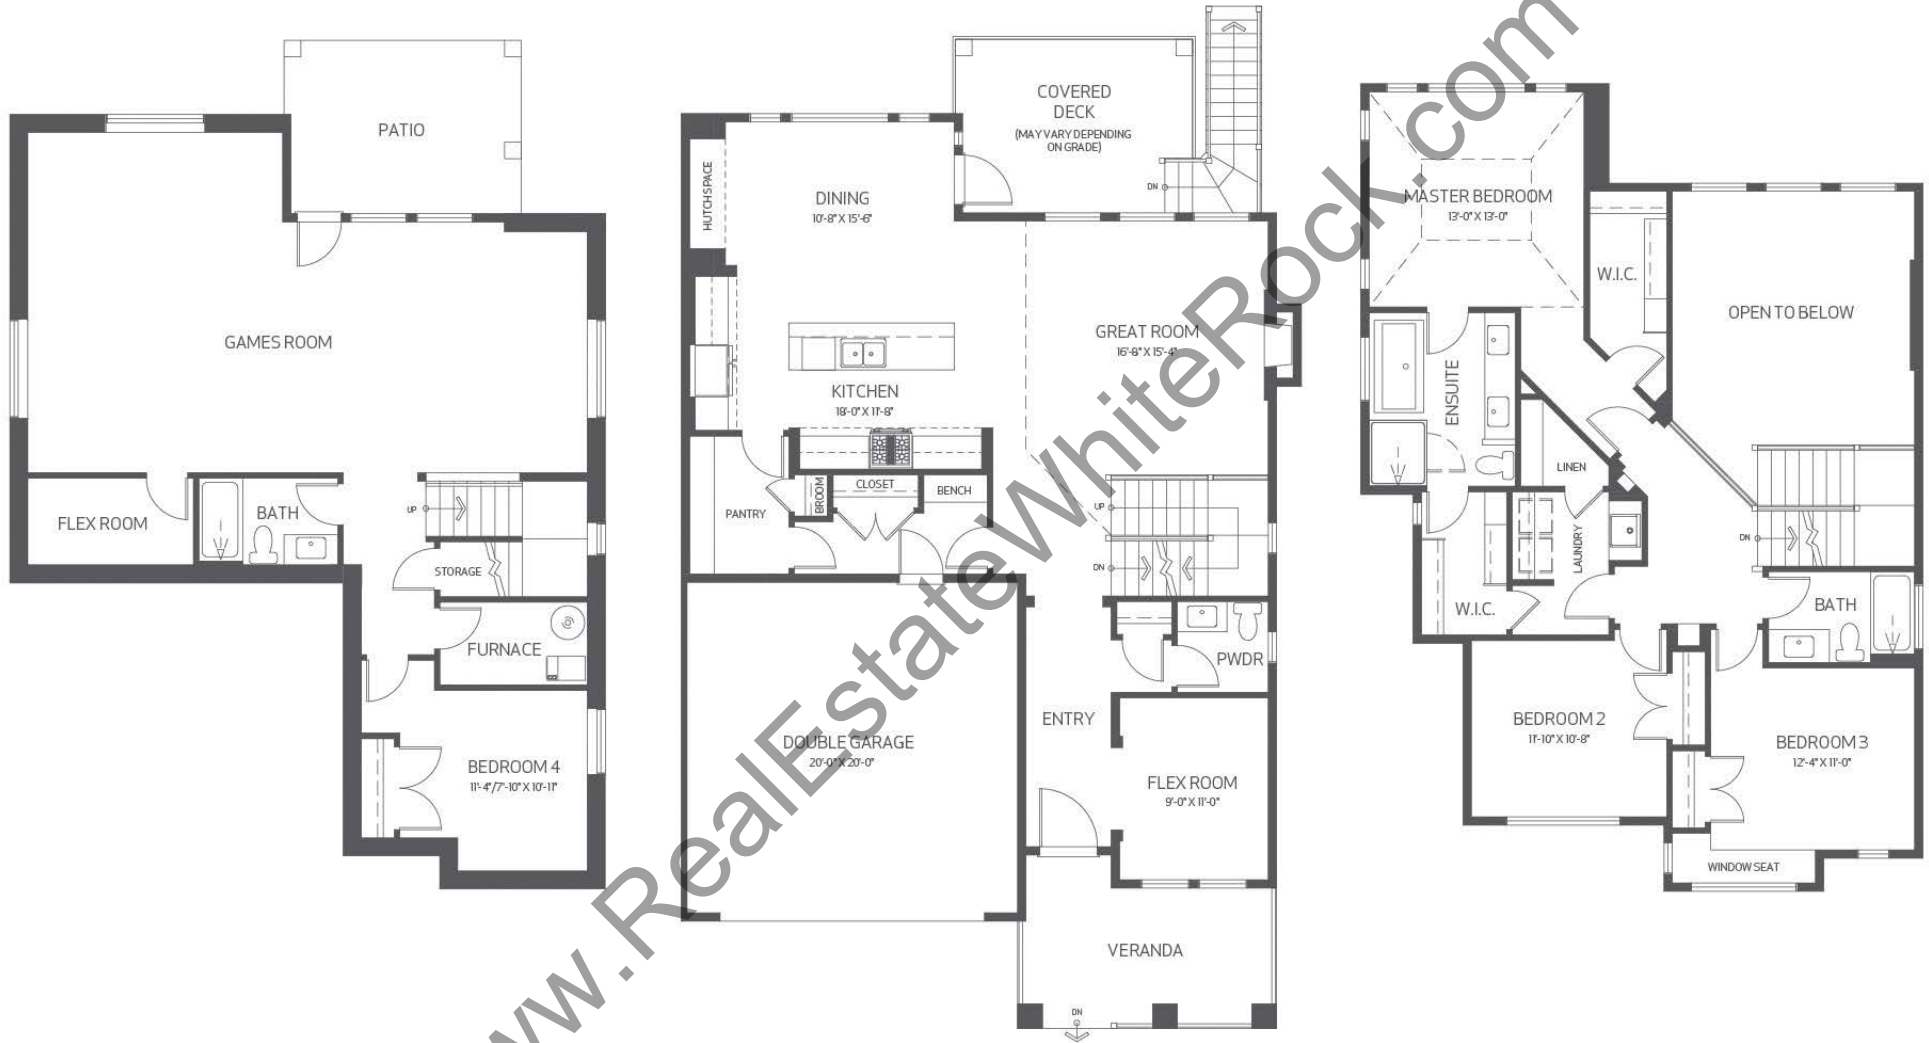 PATIO
GAMES ROOM
FLEX ROOM
BATH
UP
STORAGE
FURNACE
BEDROOM 4
11'-4"/7'-10" X 10'-11"
COVERED
DECK
(MAY VARY DEPENDING
ON GRADE)
DN
HUTCH SPACE
DINING
10'-8" X 15'-6"
GREAT ROOM
16'-8" X 15'-4"
KITCHEN
18'-0" X 11'-8"
PANTRY
BROOM
CLOSET
BENCH
UP
DN
PWDR
ENTRY
DOUBLE GARAGE
20'-0" X 20'-0"
FLEX ROOM
9'-0" X 11'-0"
VERANDA
DN
MASTER BEDROOM
13'-0" X 13'-0"
W.I.C.
OPEN TO BELOW
ENSUITE
LINEN
LAUNDRY
DN
W.I.C.
BATH
BEDROOM 2
11'-10" X 10'-8"
BEDROOM 3
12'-4" X 11'-0"
WINDOW SEAT
ww.RealEstateWhiteRock.com